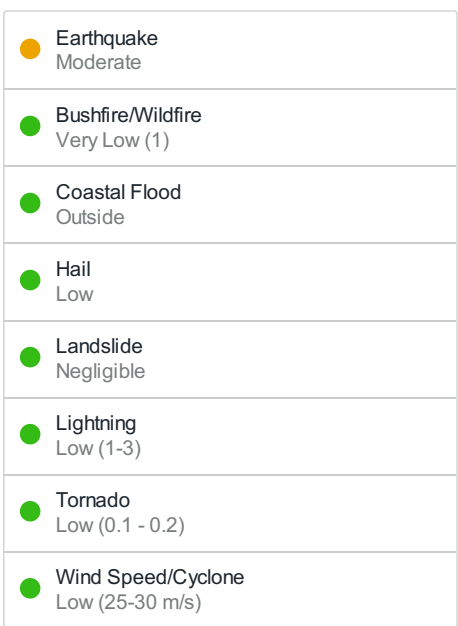 Earthquake
Moderate
Bushfire/Wildfire
Very Low (1)
Coastal Flood
Outside
Hail
Low
Landslide
Negligible
Lightning
Low (1-3)
Tornado
Low (0.1 - 0.2)
Wind Speed/Cyclone
Low (25-30 m/s)